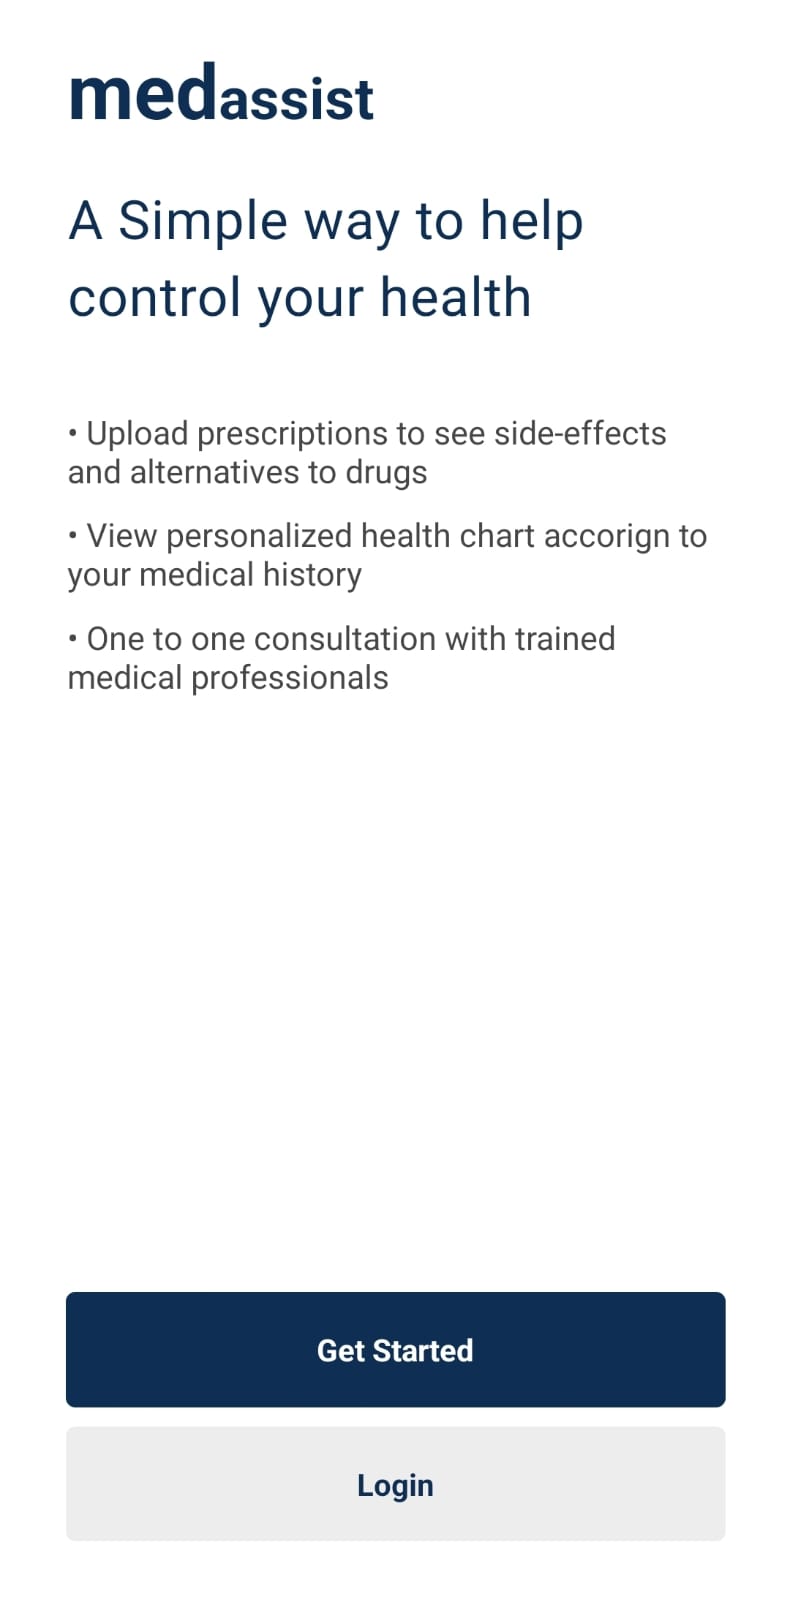 medassist
A Simple way to help
control your health
• Upload prescriptions to see side-effects
and alternatives to drugs
• View personalized health chart accorign to
your medical history
• One to one consultation with trained
medical professionals
Get Started
Login